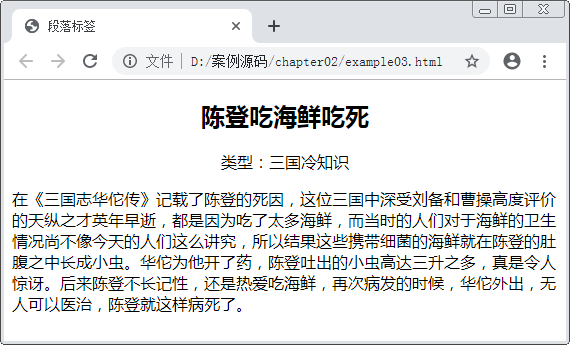 段落标签
文件 | D:/案例源码/chapter02/example03.html
陈登吃海鲜吃死
类型：三国冷知识
在《三国志华佗传》记载了陈登的死因，这位三国中深受刘备和曹操高度评价
的天纵之才英年早逝，都是因为吃了太多海鲜，而当时的人们对于海鲜的卫生
情况尚不像今天的人们这么讲究，所以结果这些携带细菌的海鲜就在陈登的肚
腹之中长成小虫。华佗为他开了药，陈登吐出的小虫高达三升之多，真是令人
惊讶。后来陈登不长记性，还是热爱吃海鲜，再次病发的时候，华佗外出，无
人可以医治，陈登就这样病死了。